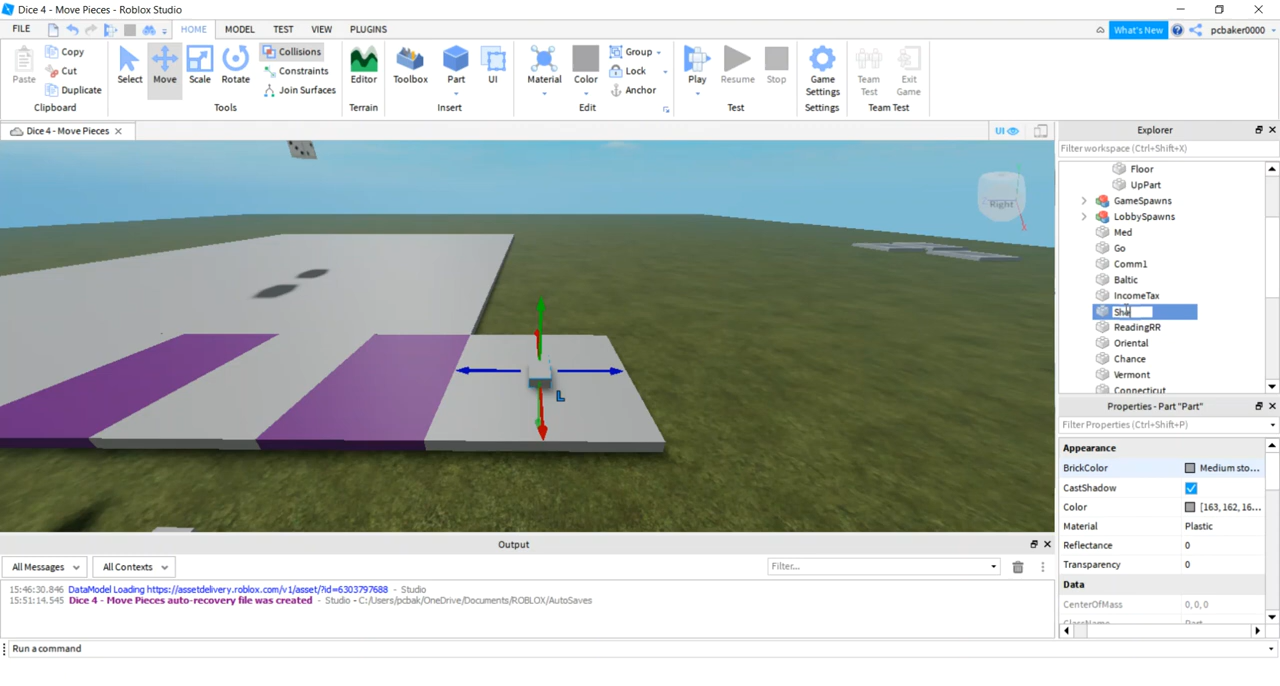 Dice 4 - Move Pieces - Roblox Studio
FILE HOME MODEL TEST VIEW PLUGINS What's New pcbaker0000
Paste Copy Cut Duplicate Select Move Scale Rotate Collisions Constraints Join Surfaces Editor Toolbox Part UI Material Color Group Lock Anchor Play Resume Stop Game Settings Team Test Exit Game
Clipboard Tools Terrain Insert Edit Test Settings Team Test
Dice 4 - Move Pieces UI
Explorer
Filter workspace (Ctrl+Shift+X)
Floor
UpPart
GameSpawns
LobbySpawns
Med
Go
Comm1
Baltic
IncomeTax
She
ReadingRR
Oriental
Chance
Vermont
Connecticut
Right
L
Properties - Part "Part"
Filter Properties (Ctrl+Shift+P)
Appearance
BrickColor Medium sto...
CastShadow
Color [163, 162, 16...
Material Plastic
Reflectance 0
Transparency 0
Data
CenterOfMass 0, 0, 0
ClassName Part
Output
All Messages All Contexts Filter...
15:46:30.846 DataModel Loading https://assetdelivery.roblox.com/v1/asset/?id=6303797688 - Studio
15:51:14.545 Dice 4 - Move Pieces auto-recovery file was created - Studio - C:/Users/pcbak/OneDrive/Documents/ROBLOX/AutoSaves
Run a command